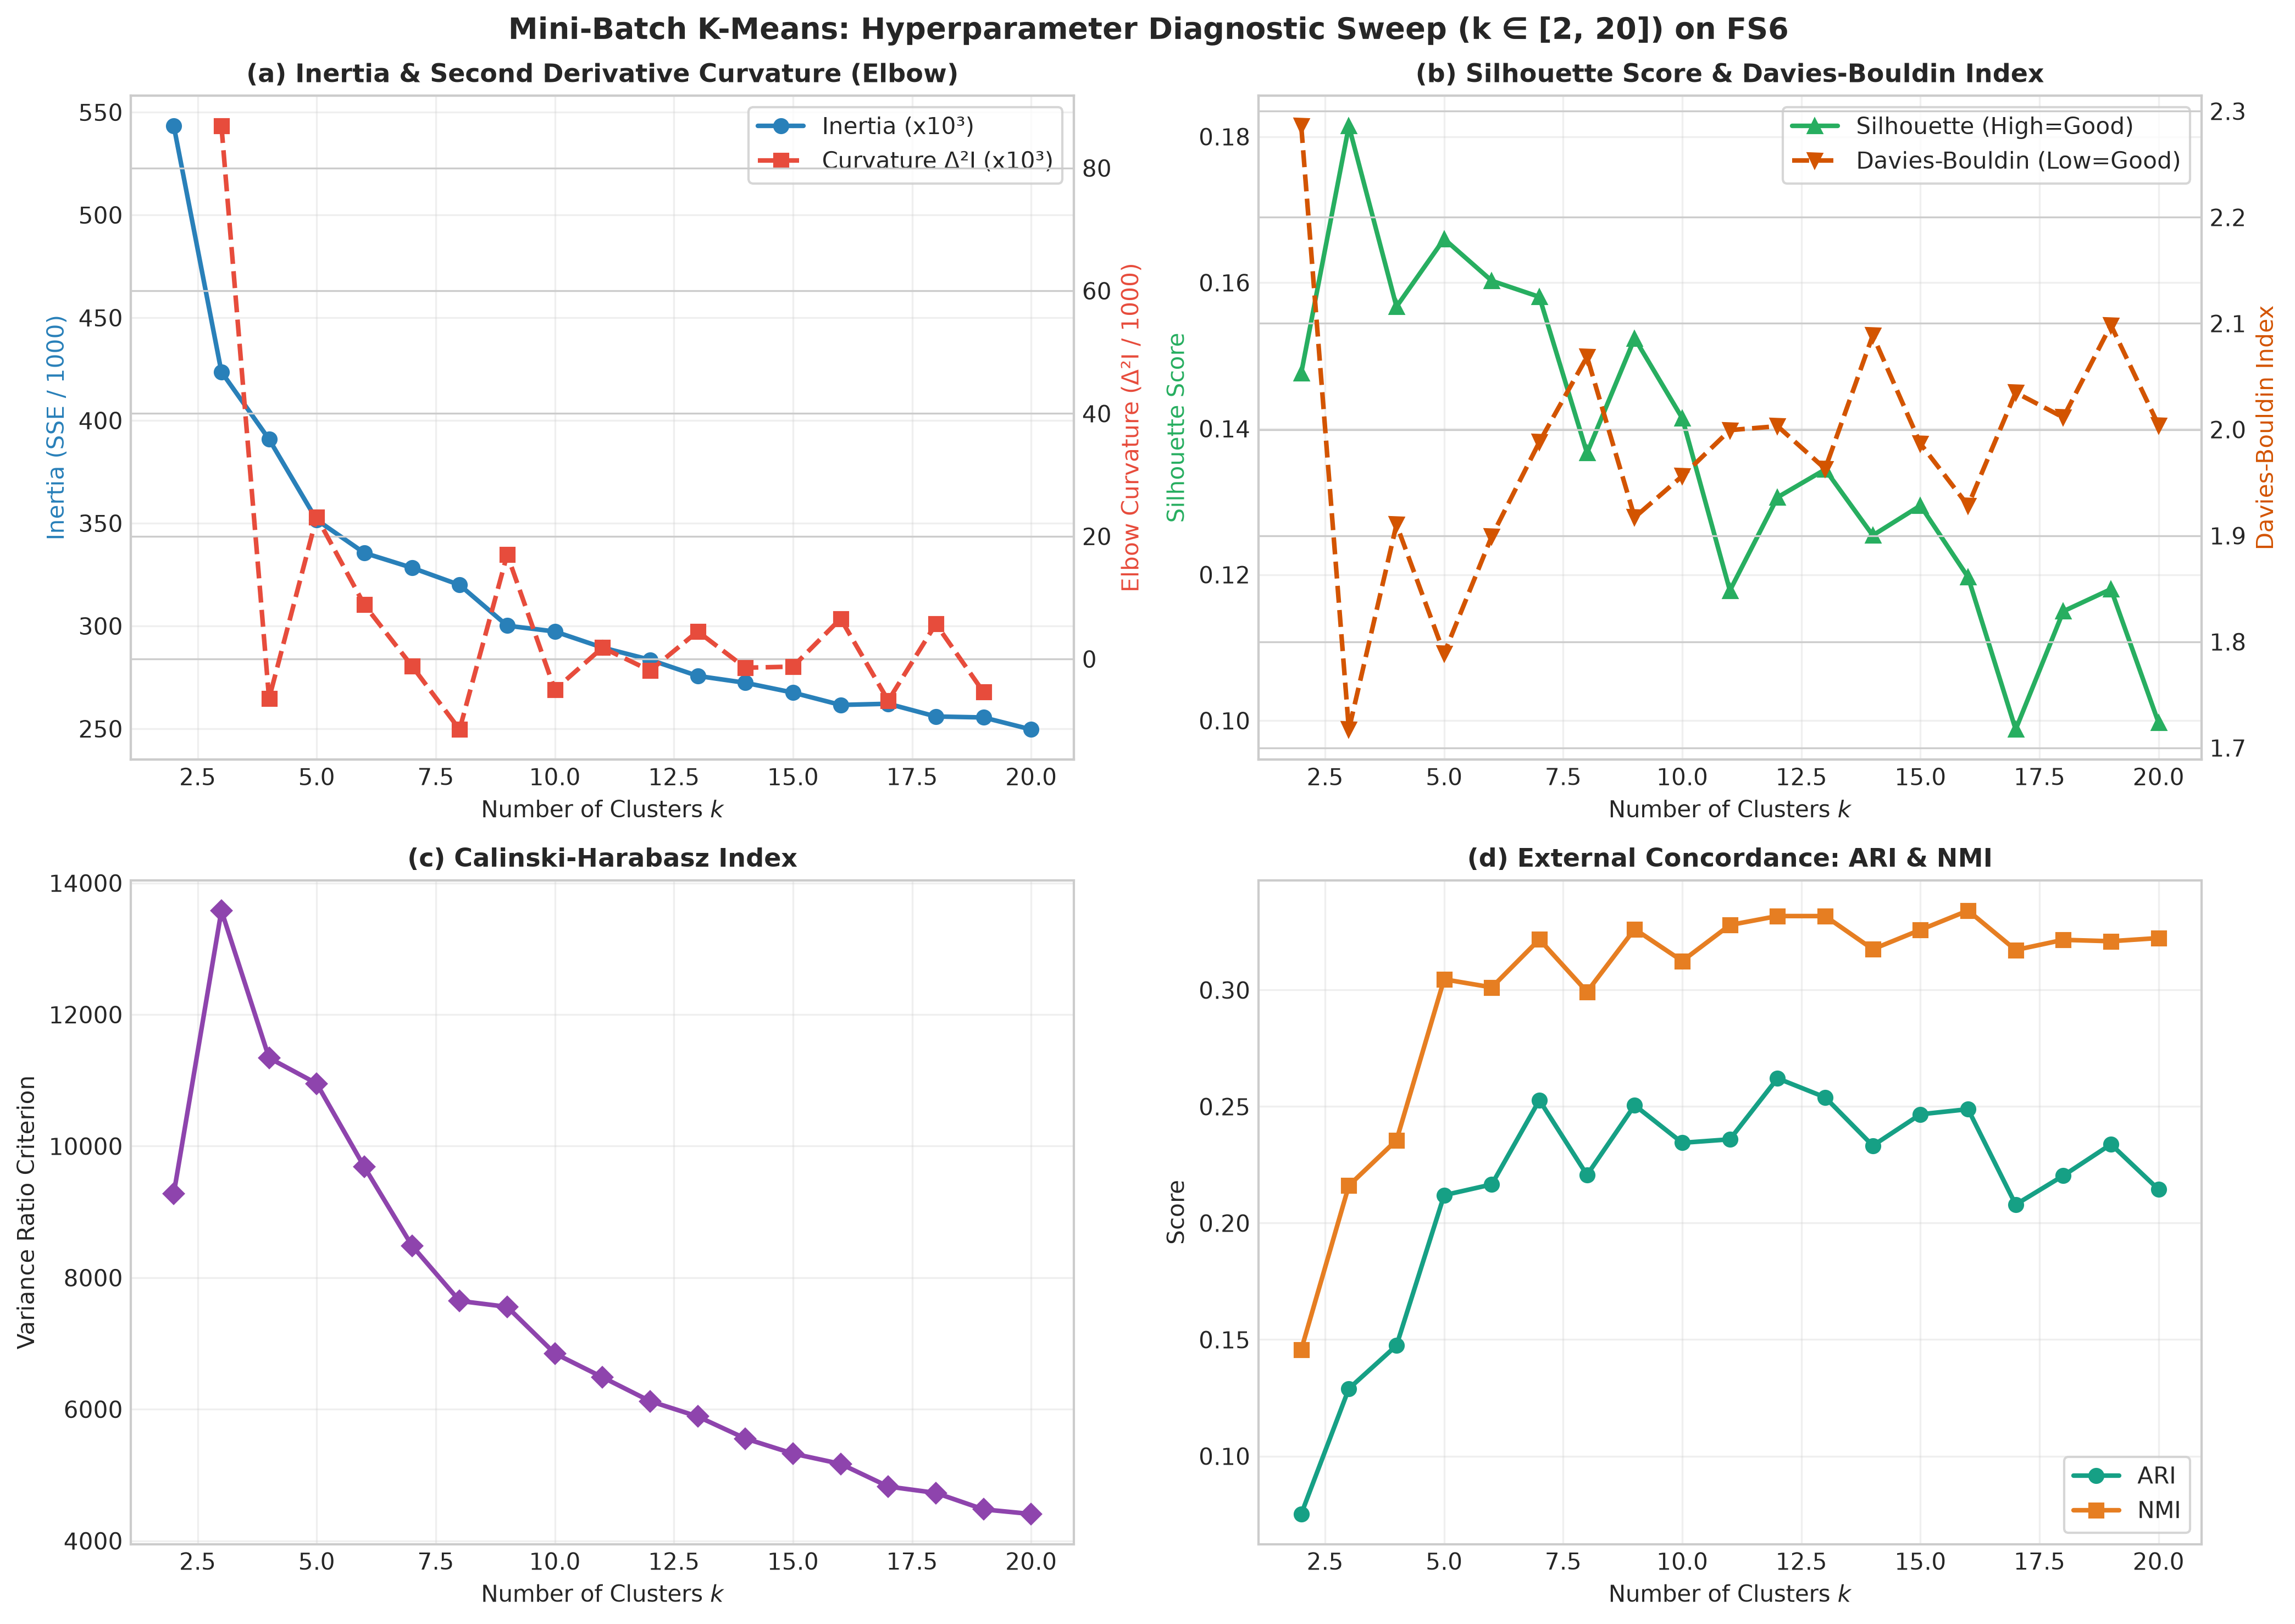 Mini-Batch K-Means: Hyperparameter Diagnostic Sweep (k ∈ [2, 20]) on FS6
(a) Inertia & Second Derivative Curvature (Elbow)
Inertia (x10³)
Curvature Δ²I (x10³)
550
500
450
400
350
300
250
Inertia (SSE / 1000)
80
60
40
20
0
Elbow Curvature (Δ²I / 1000)
2.5 5.0 7.5 10.0 12.5 15.0 17.5 20.0
Number of Clusters k
(b) Silhouette Score & Davies-Bouldin Index
Silhouette (High=Good)
Davies-Bouldin (Low=Good)
0.18
0.16
0.14
0.12
0.10
Silhouette Score
2.3
2.2
2.1
2.0
1.9
1.8
1.7
Davies-Bouldin Index
2.5 5.0 7.5 10.0 12.5 15.0 17.5 20.0
Number of Clusters k
(c) Calinski-Harabasz Index
14000
12000
10000
8000
6000
4000
Variance Ratio Criterion
2.5 5.0 7.5 10.0 12.5 15.0 17.5 20.0
Number of Clusters k
(d) External Concordance: ARI & NMI
0.30
0.25
0.20
0.15
0.10
Score
ARI
NMI
2.5 5.0 7.5 10.0 12.5 15.0 17.5 20.0
Number of Clusters k